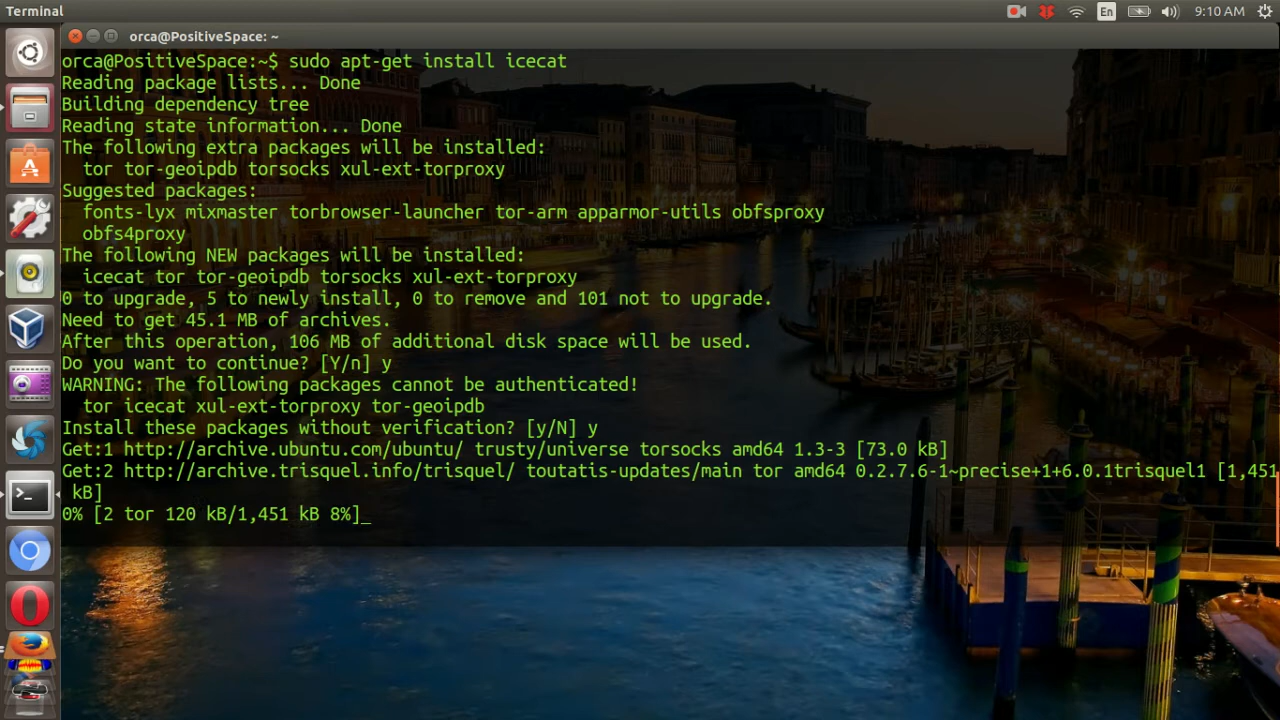 Terminal
En
9:10 AM
orca@PositiveSpace: ~
orca@PositiveSpace:~$ sudo apt-get install icecat
Reading package lists... Done
Building dependency tree
Reading state information... Done
The following extra packages will be installed:
  tor tor-geoipdb torsocks xul-ext-torproxy
Suggested packages:
  fonts-lyx mixmaster torbrowser-launcher tor-arm apparmor-utils obfsproxy
  obfs4proxy
The following NEW packages will be installed:
  icecat tor tor-geoipdb torsocks xul-ext-torproxy
0 to upgrade, 5 to newly install, 0 to remove and 101 not to upgrade.
Need to get 45.1 MB of archives.
After this operation, 106 MB of additional disk space will be used.
Do you want to continue? [Y/n] y
WARNING: The following packages cannot be authenticated!
  tor icecat xul-ext-torproxy tor-geoipdb
Install these packages without verification? [y/N] y
Get:1 http://archive.ubuntu.com/ubuntu/ trusty/universe torsocks amd64 1.3-3 [73.0 kB]
Get:2 http://archive.trisquel.info/trisquel/ toutatis-updates/main tor amd64 0.2.7.6-1~precise+1+6.0.1trisquel1 [1,451
 kB]
0% [2 tor 120 kB/1,451 kB 8%]